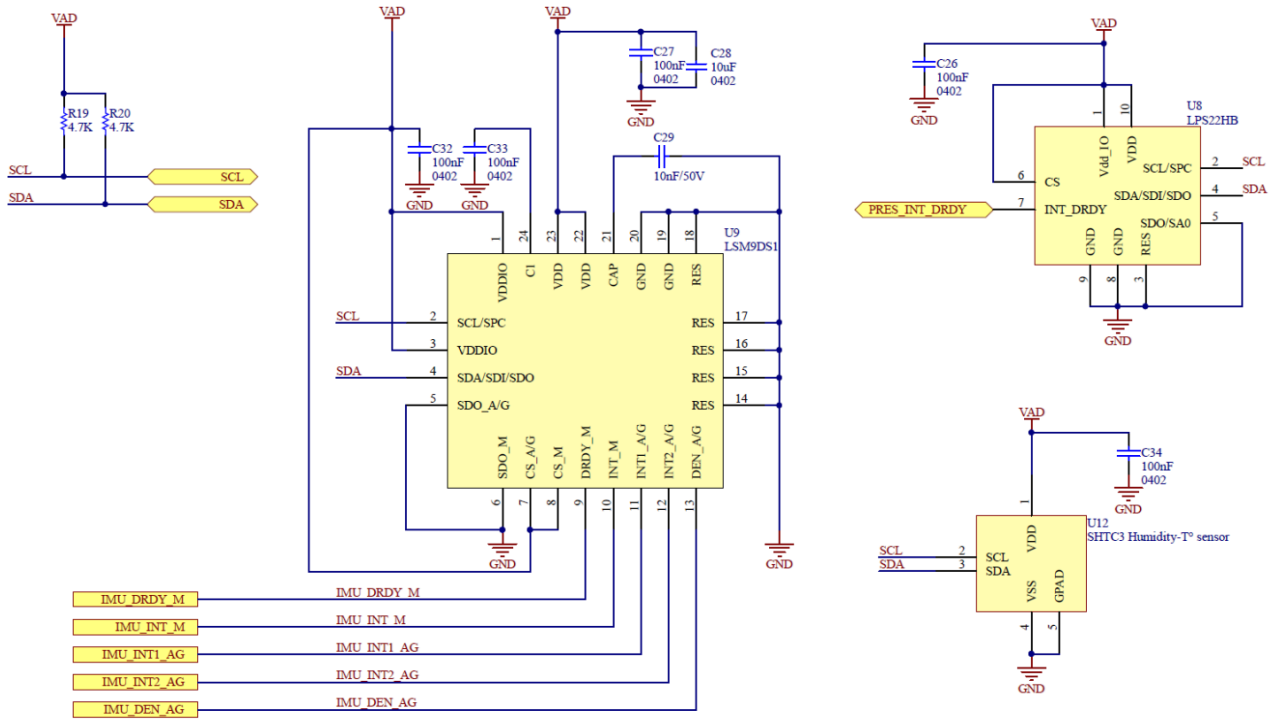 VAD
R19
4.7K
R20
4.7K
SCL
SCL
SDA
SDA
VAD
VAD
C27
100nF
0402
C28
10uF
0402
GND
C32
100nF
0402
GND
C33
100nF
0402
GND
C29
10nF/50V
U9
LSM9DS1
1
24
23
22
21
20
19
18
VDDIO
C1
VDD
VDD
CAP
GND
GND
RES
SCL
2
SCL/SPC
3
VDDIO
SDA
4
SDA/SDI/SDO
5
SDO_A/G
RES
17
RES
16
RES
15
RES
14
SDO_M
CS_A/G
CS_M
DRDY_M
INT_M
INT1_A/G
INT2_A/G
DEN_A/G
6
7
8
9
10
11
12
13
GND
GND
IMU_DRDY_M
IMU_DRDY_M
IMU_INT_M
IMU_INT_M
IMU_INT1_AG
IMU_INT1_AG
IMU_INT2_AG
IMU_INT2_AG
IMU_DEN_AG
IMU_DEN_AG
VAD
C26
100nF
0402
GND
U8
LPS22HB
1
10
Vdd_IO
VDD
6
CS
PRES_INT_DRDY
7
INT_DRDY
SCL/SPC
2
SCL
SDA/SDI/SDO
4
SDA
SDO/SA0
5
GND
GND
RES
9
8
3
GND
VAD
C34
100nF
0402
GND
1
U12
SHTC3 Humidity-T° sensor
VDD
SCL
2
SCL
SDA
3
SDA
VSS
GPAD
4
5
GND